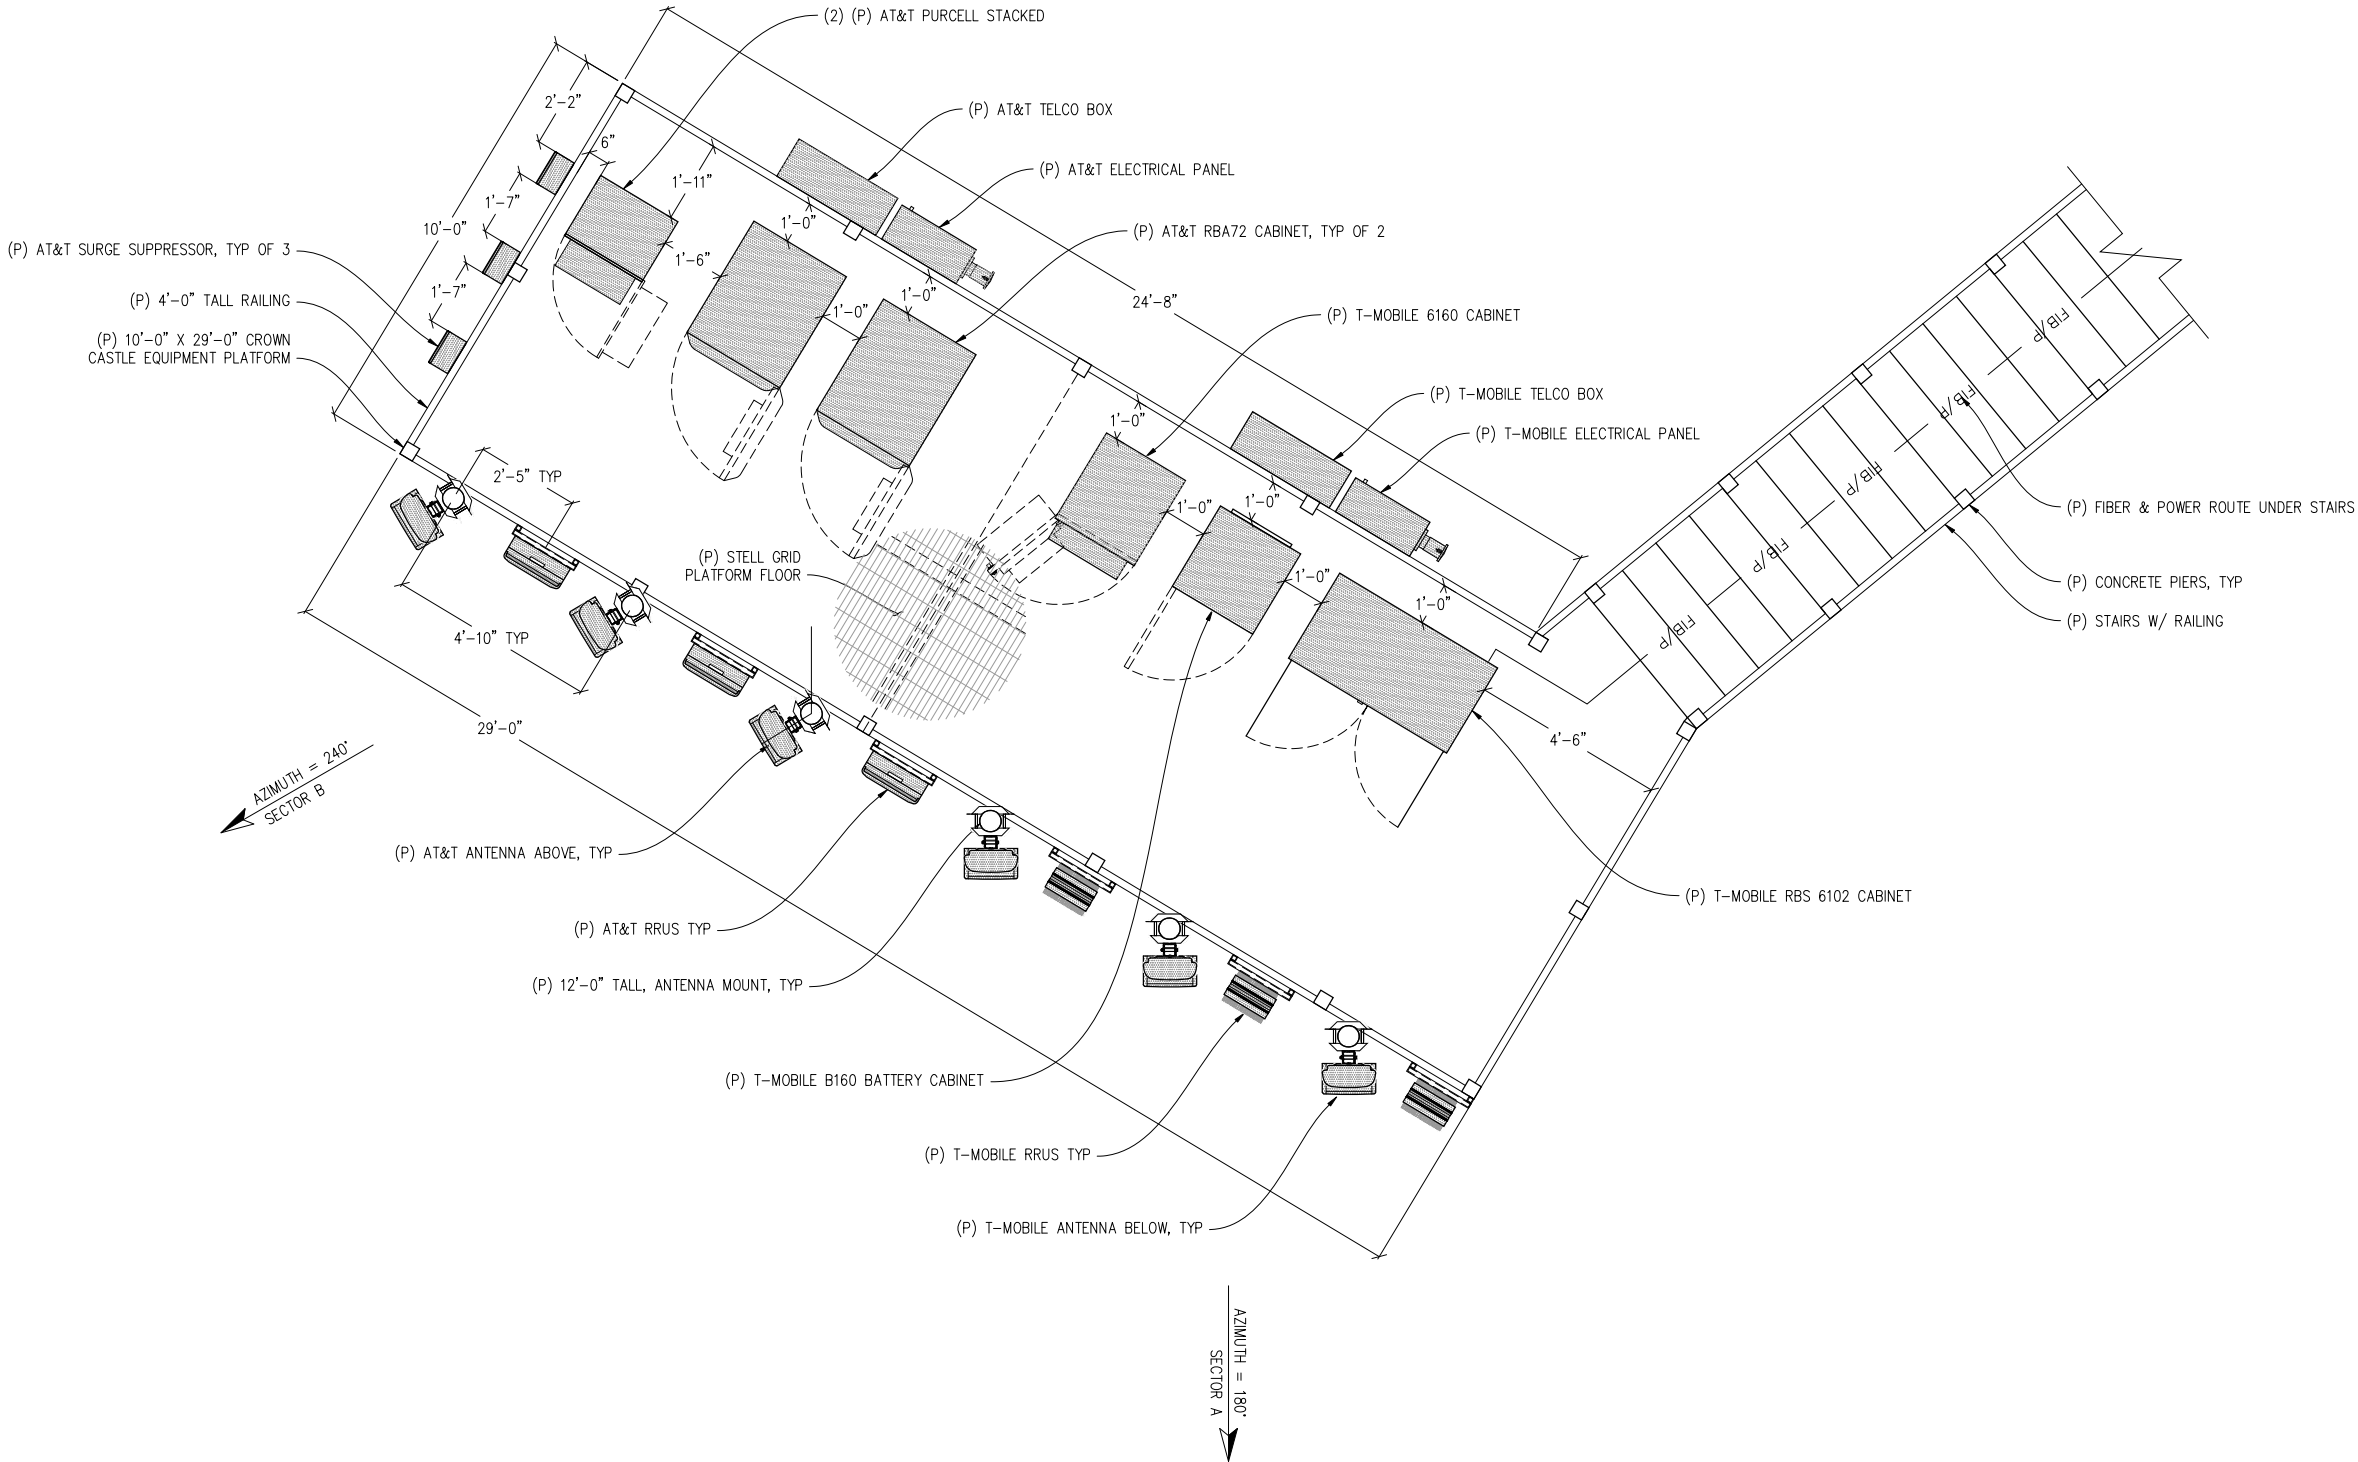 (2) (P) AT&T PURCELL STACKED
2'-2"
(P) AT&T TELCO BOX
6"
(P) AT&T ELECTRICAL PANEL
1'-11"
1'-7"
1'-0"
10'-0"
(P) AT&T RBA72 CABINET, TYP OF 2
(P) AT&T SURGE SUPPRESSOR, TYP OF 3
1'-6"
1'-7"
1'-0"
24'-8"
(P) 4'-0" TALL RAILING
1'-0"
(P) T-MOBILE 6160 CABINET
FIB/P
(P) 10'-0" X 29'-0" CROWN
CASTLE EQUIPMENT PLATFORM
(P) T-MOBILE TELCO BOX
FIB/P
1'-0"
1'-0"
(P) T-MOBILE ELECTRICAL PANEL
2'-5" TYP
FIB/P
1'-0"
1'-0"
(P) FIBER & POWER ROUTE UNDER STAIRS
(P) STELL GRID
PLATFORM FLOOR
FIB/P
1'-0"
(P) CONCRETE PIERS, TYP
1'-0"
(P) STAIRS W/ RAILING
FIB/P
4'-10" TYP
29'-0"
4'-6"
AZIMUTH = 240°
SECTOR B
(P) AT&T ANTENNA ABOVE, TYP
(P) T-MOBILE RBS 6102 CABINET
(P) AT&T RRUS TYP
(P) 12'-0" TALL, ANTENNA MOUNT, TYP
(P) T-MOBILE B160 BATTERY CABINET
(P) T-MOBILE RRUS TYP
(P) T-MOBILE ANTENNA BELOW, TYP
AZIMUTH = 180°
SECTOR A